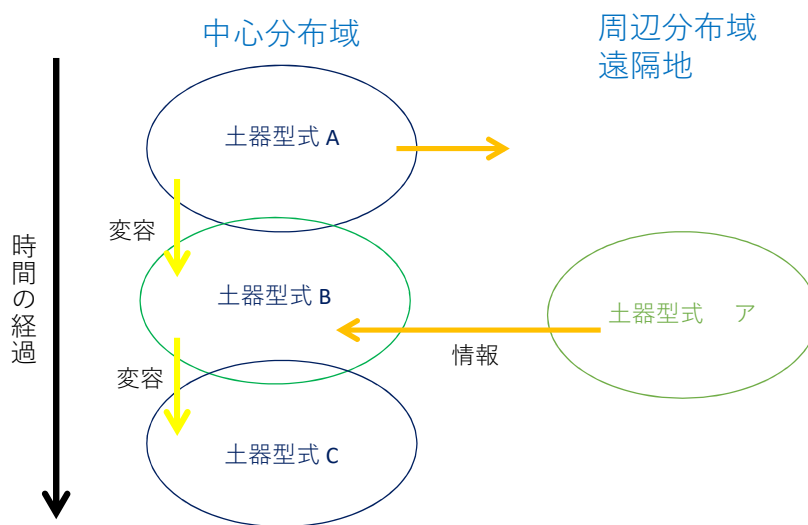 中心分布域
周辺分布域
遠隔地
土器型式 A
変容
時間の経過
土器型式 B
土器型式　ア
情報
変容
土器型式 C